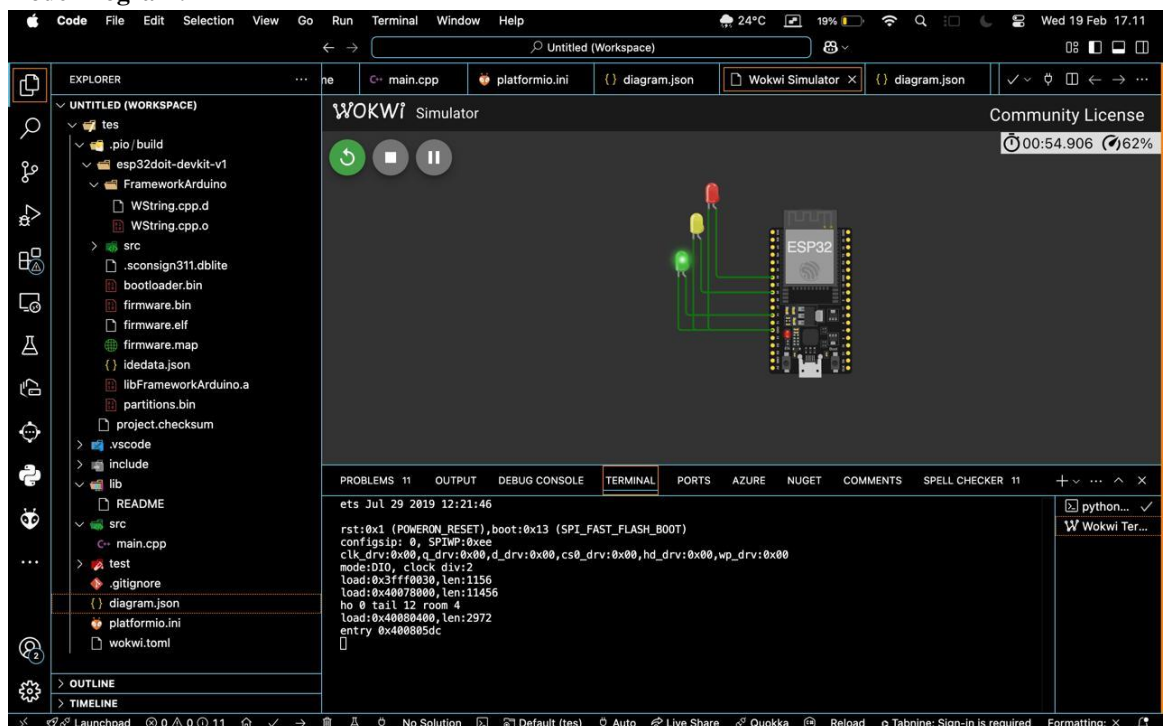 Code File Edit Selection View Go Run Terminal Window Help 24°C 19% Wed 19 Feb 17.11
Untitled (Workspace)
EXPLORER
UNTITLED (WORKSPACE)
tes
.pio/build
esp32doit-devkit-v1
FrameworkArduino
WString.cpp.d
WString.cpp.o
src
.sconsign311.dblite
bootloader.bin
firmware.bin
firmware.elf
firmware.map
idedata.json
libFrameworkArduino.a
partitions.bin
project.checksum
.vscode
include
lib
README
src
main.cpp
test
.gitignore
diagram.json
platformio.ini
wokwi.toml
OUTLINE
TIMELINE
ne main.cpp platformio.ini diagram.json Wokwi Simulator diagram.json
WOKWi Simulator Community License
00:54.906 62%
ESP32
PROBLEMS 11 OUTPUT DEBUG CONSOLE TERMINAL PORTS AZURE NUGET COMMENTS SPELL CHECKER 11
ets Jul 29 2019 12:21:46
rst:0x1 (POWERON_RESET),boot:0x13 (SPI_FAST_FLASH_BOOT)
configsip: 0, SPIWP:0xee
clk_drv:0x00,q_drv:0x00,d_drv:0x00,cs0_drv:0x00,hd_drv:0x00,wp_drv:0x00
mode:DIO, clock div:2
load:0x3fff0030,len:1156
load:0x40078000,len:11456
ho 0 tail 12 room 4
load:0x40080400,len:2972
entry 0x400805dc
python...
Wokwi Ter...
2
Launchpad 0 0 11 No Solution Default (tes) Auto Live Share Quokka Reload Tabnine: Sign-in is required Formatting: ×